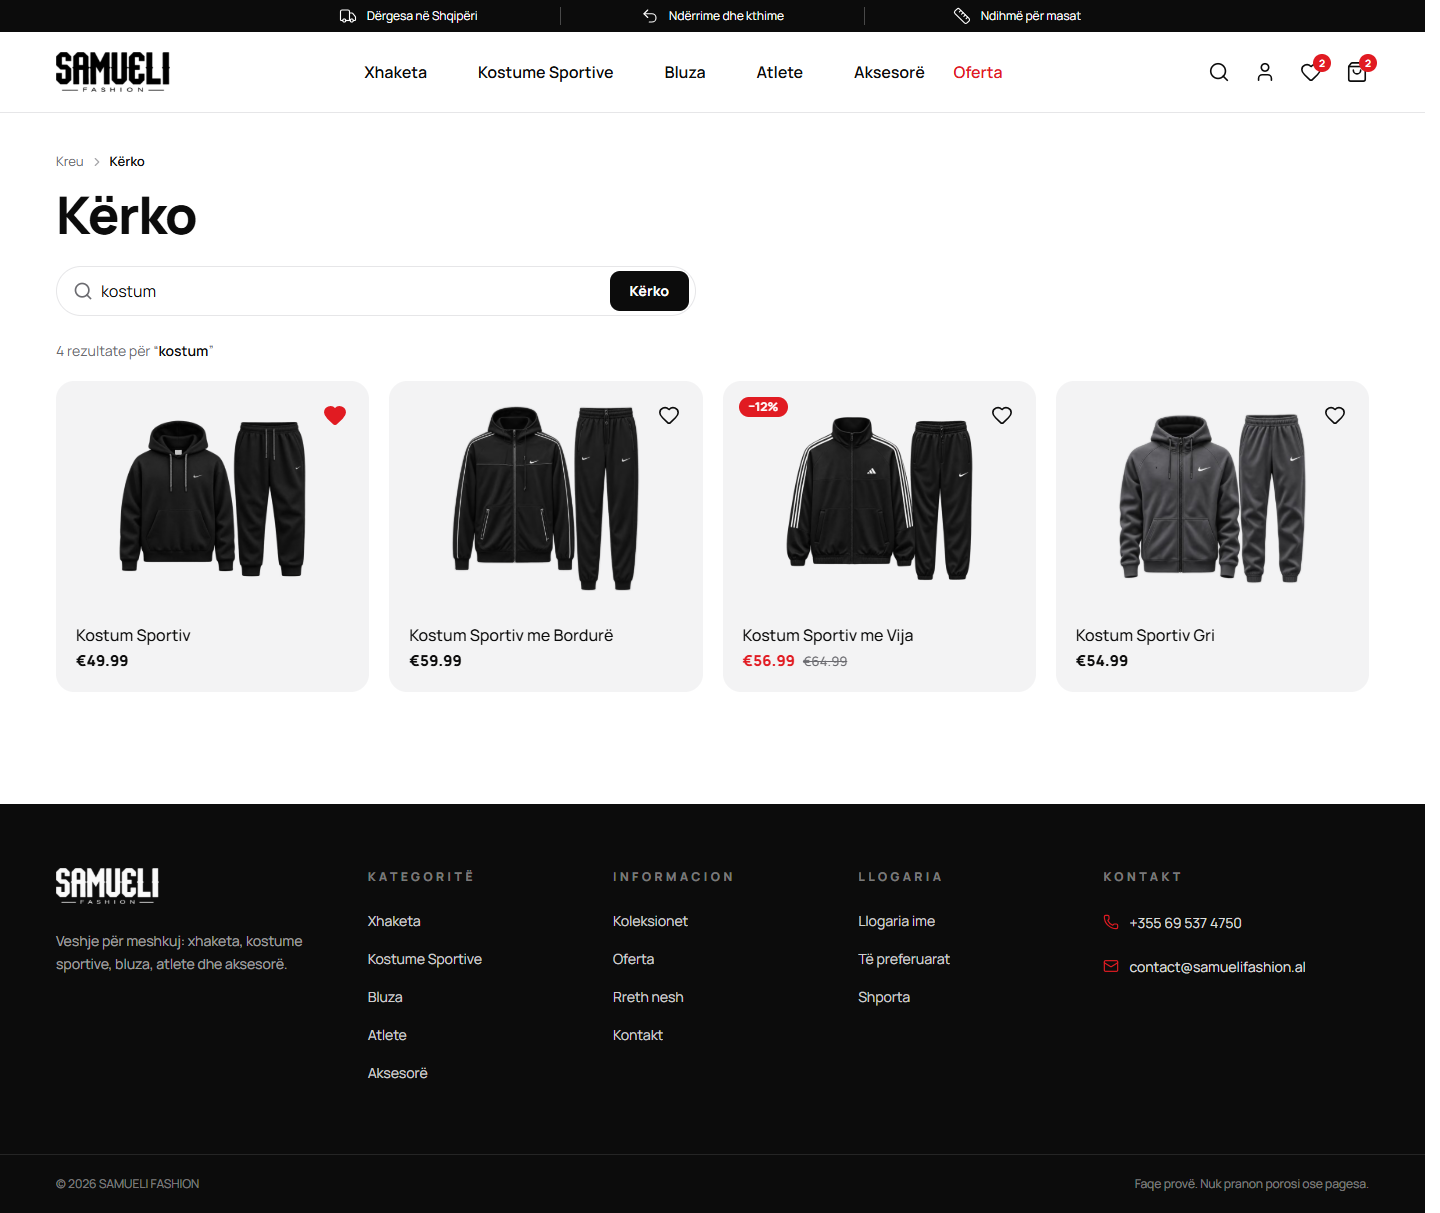 Dërgesa në Shqipëri
Ndërrime dhe kthime
Ndihmë për masat
SAMUELI
FASHION
Xhaketa
Kostume Sportive
Bluza
Atlete
Aksesorë
Oferta
2
2
Kreu > Kërko
Kërko
kostum
Kërko
4 rezultate për “kostum”
−12%
Kostum Sportiv
€49.99
Kostum Sportiv me Bordurë
€59.99
Kostum Sportiv me Vija
€56.99 €64.99
Kostum Sportiv Gri
€54.99
SAMUELI
FASHION
Veshje për meshkuj: xhaketa, kostume
sportive, bluza, atlete dhe aksesorë.
KATEGORITË
Xhaketa
Kostume Sportive
Bluza
Atlete
Aksesorë
INFORMACION
Koleksionet
Oferta
Rreth nesh
Kontakt
LLOGARIA
Llogaria ime
Të preferuarat
Shporta
KONTAKT
+355 69 537 4750
contact@samuelifashion.al
© 2026 SAMUELI FASHION
Faqe provë. Nuk pranon porosi ose pagesa.